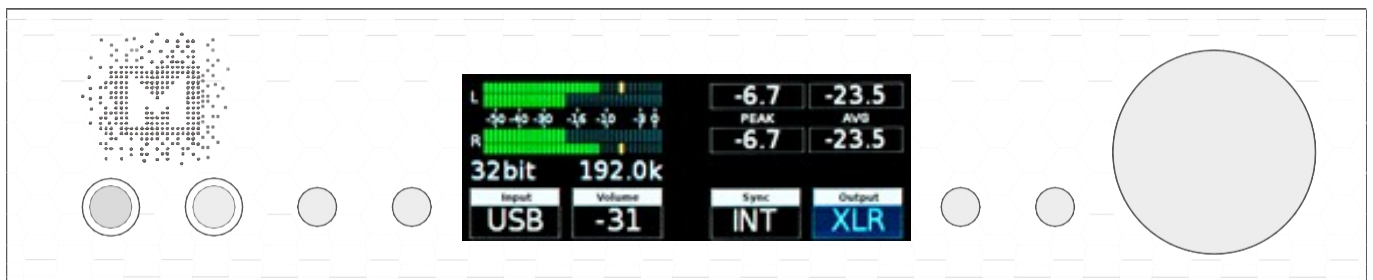 L
-50 -40 -30 -16 -10 -3 0
R
-6.7 -23.5
PEAK AVG
-6.7 -23.5
32bit 192.0k
Input Volume Sync Output
USB -31 INT XLR